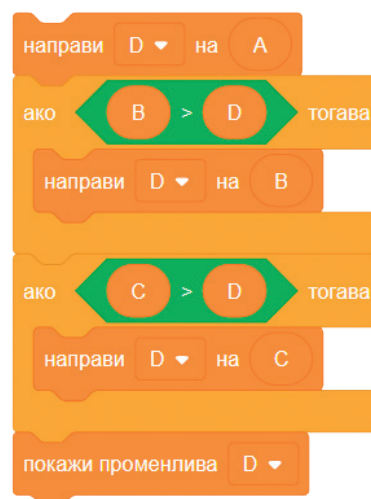 направи D на A
ако B > D тогава
направи D на B
ако C > D тогава
направи D на C
покажи променлива D